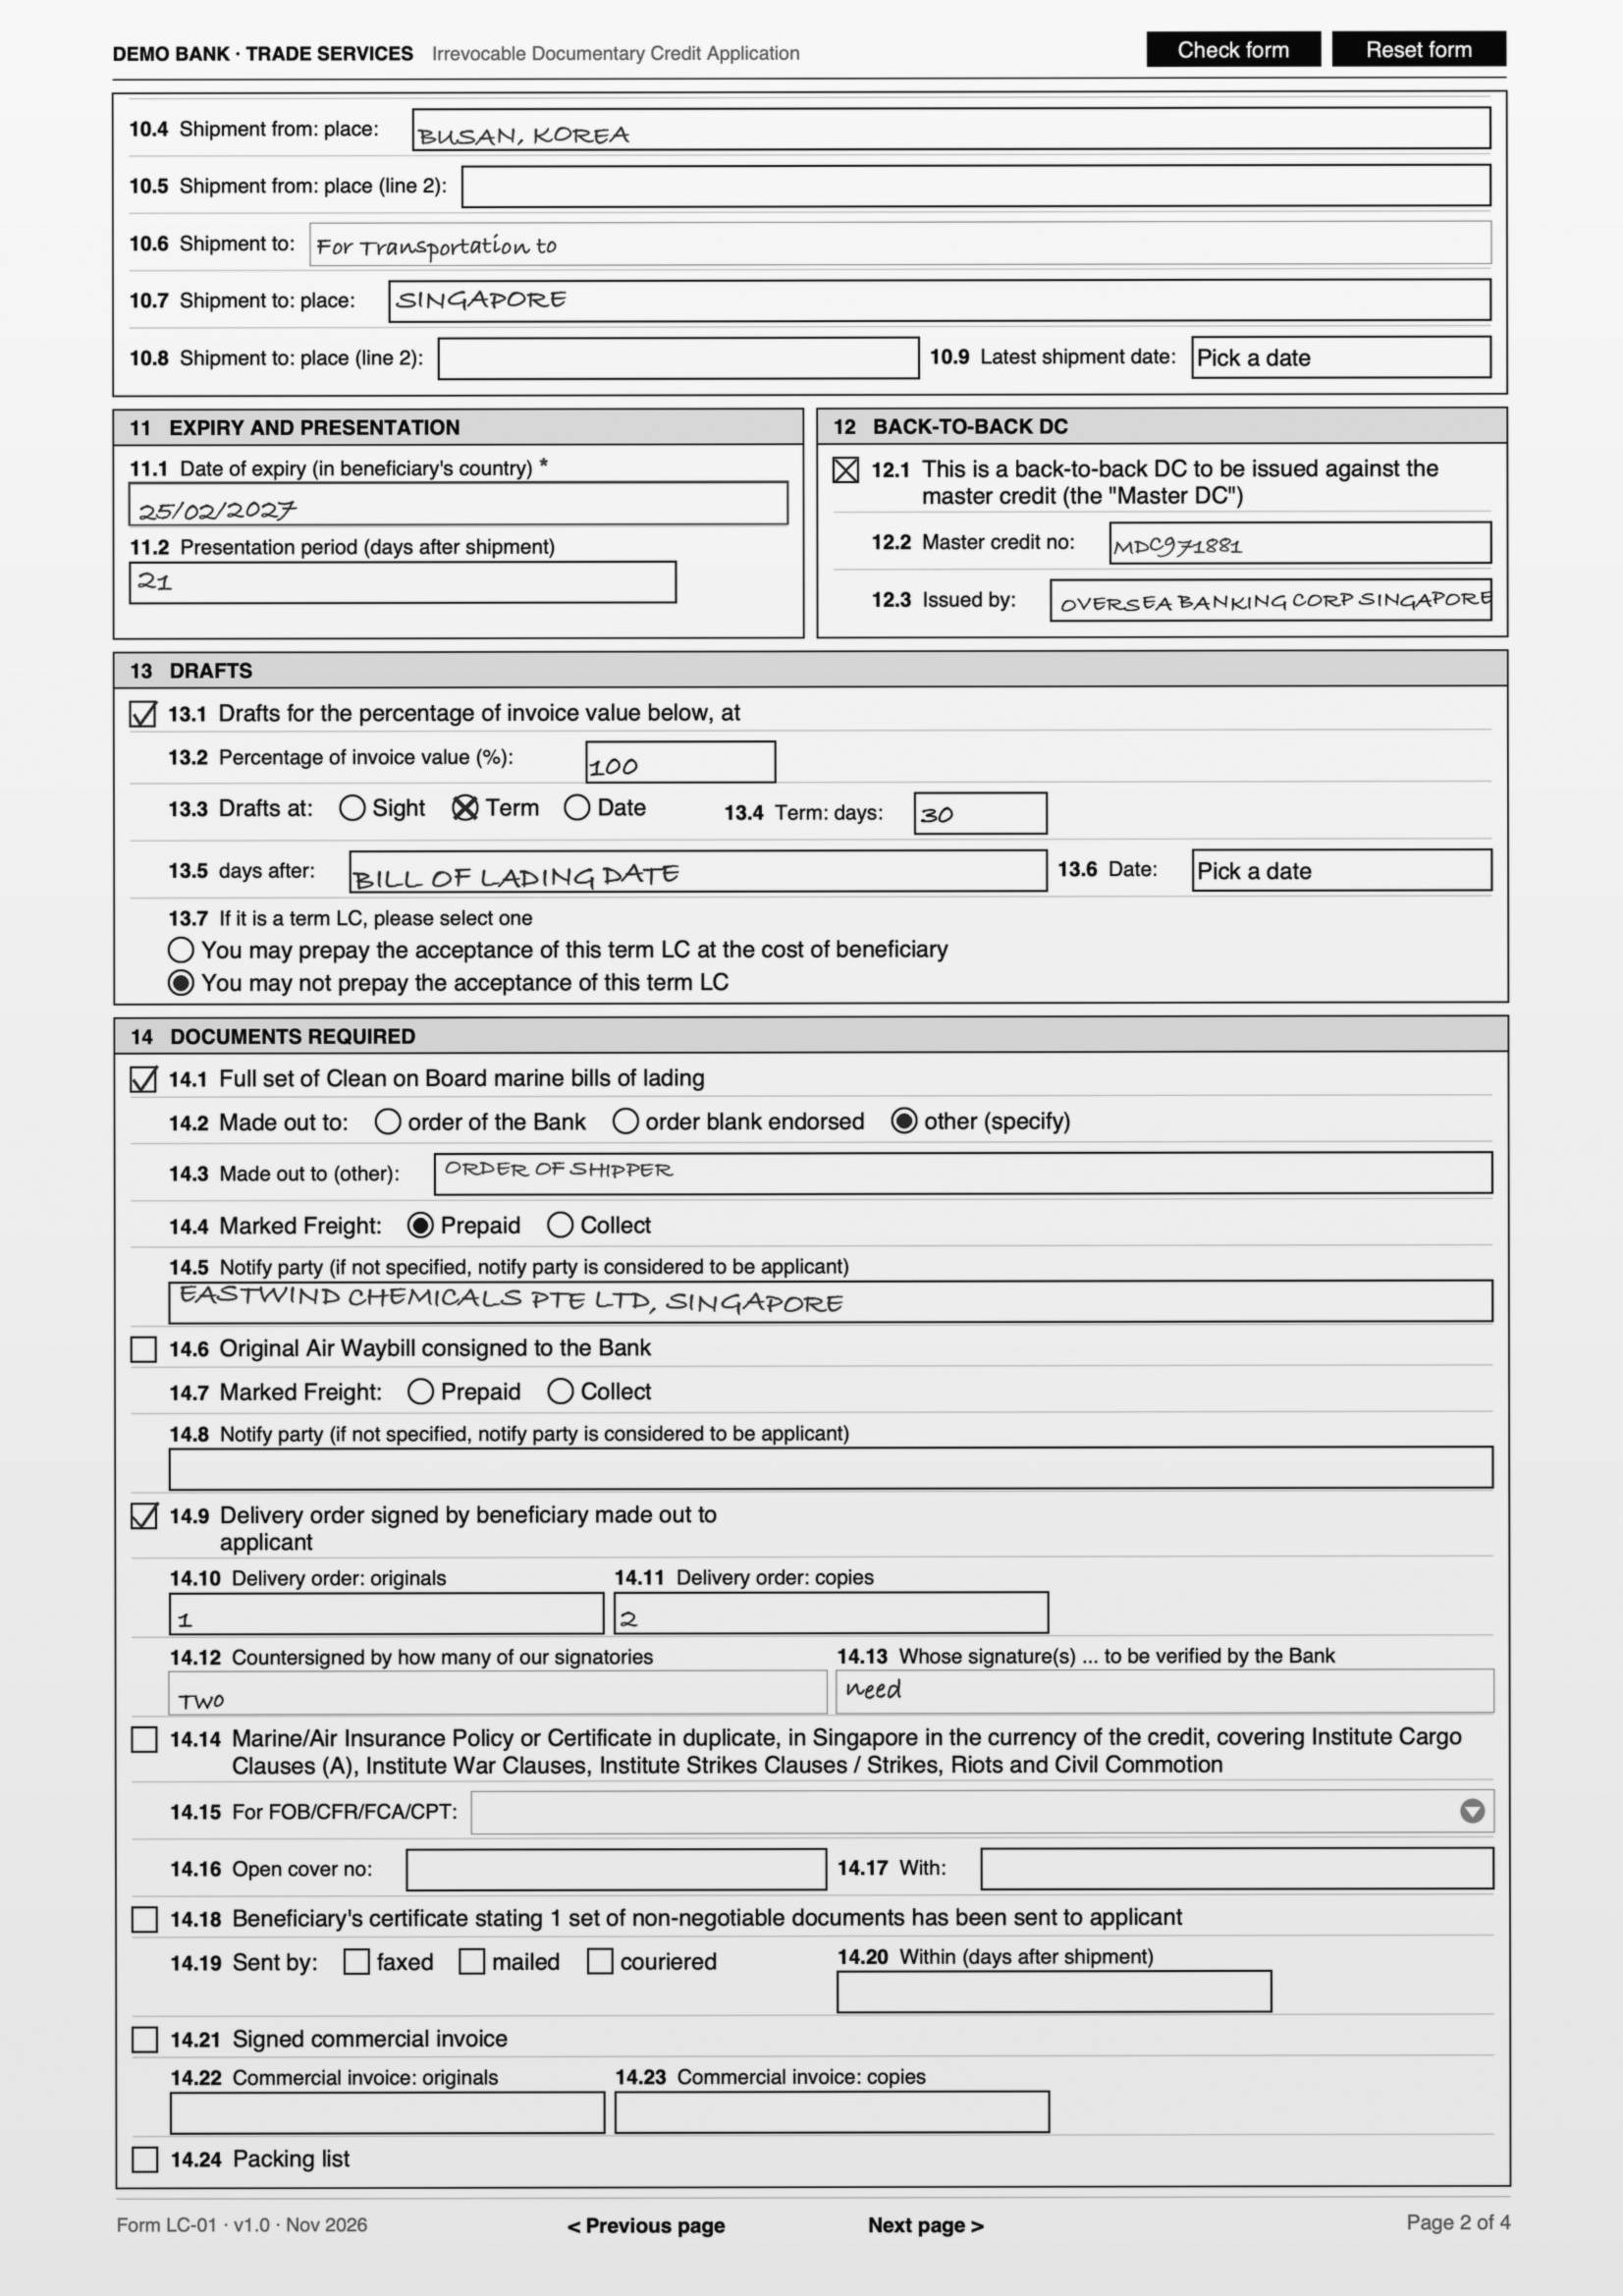 DEMO BANK · TRADE SERVICES Irrevocable Documentary Credit Application Check form Reset form
10.4 Shipment from: place: BUSAN, KOREA
10.5 Shipment from: place (line 2):
10.6 Shipment to: For Transportation to
10.7 Shipment to: place: SINGAPORE
10.8 Shipment to: place (line 2): 10.9 Latest shipment date: Pick a date
11 EXPIRY AND PRESENTATION
11.1 Date of expiry (in beneficiary's country) *
25/02/2027
11.2 Presentation period (days after shipment)
21
12 BACK-TO-BACK DC
12.1 This is a back-to-back DC to be issued against the
master credit (the "Master DC")
12.2 Master credit no: MDC971881
12.3 Issued by: OVERSEA BANKING CORP SINGAPORE
13 DRAFTS
13.1 Drafts for the percentage of invoice value below, at
13.2 Percentage of invoice value (%): 100
13.3 Drafts at: Sight Term Date 13.4 Term: days: 30
13.5 days after: BILL OF LADING DATE 13.6 Date: Pick a date
13.7 If it is a term LC, please select one
You may prepay the acceptance of this term LC at the cost of beneficiary
You may not prepay the acceptance of this term LC
14 DOCUMENTS REQUIRED
14.1 Full set of Clean on Board marine bills of lading
14.2 Made out to: order of the Bank order blank endorsed other (specify)
14.3 Made out to (other): ORDER OF SHIPPER
14.4 Marked Freight: Prepaid Collect
14.5 Notify party (if not specified, notify party is considered to be applicant)
EASTWIND CHEMICALS PTE LTD, SINGAPORE
14.6 Original Air Waybill consigned to the Bank
14.7 Marked Freight: Prepaid Collect
14.8 Notify party (if not specified, notify party is considered to be applicant)
14.9 Delivery order signed by beneficiary made out to
applicant
14.10 Delivery order: originals 14.11 Delivery order: copies
1 2
14.12 Countersigned by how many of our signatories 14.13 Whose signature(s) ... to be verified by the Bank
TWO need
14.14 Marine/Air Insurance Policy or Certificate in duplicate, in Singapore in the currency of the credit, covering Institute Cargo
Clauses (A), Institute War Clauses, Institute Strikes Clauses / Strikes, Riots and Civil Commotion
14.15 For FOB/CFR/FCA/CPT:
14.16 Open cover no: 14.17 With:
14.18 Beneficiary's certificate stating 1 set of non-negotiable documents has been sent to applicant
14.19 Sent by: faxed mailed couriered 14.20 Within (days after shipment)
14.21 Signed commercial invoice
14.22 Commercial invoice: originals 14.23 Commercial invoice: copies
14.24 Packing list
Form LC-01 · v1.0 · Nov 2026 < Previous page Next page > Page 2 of 4